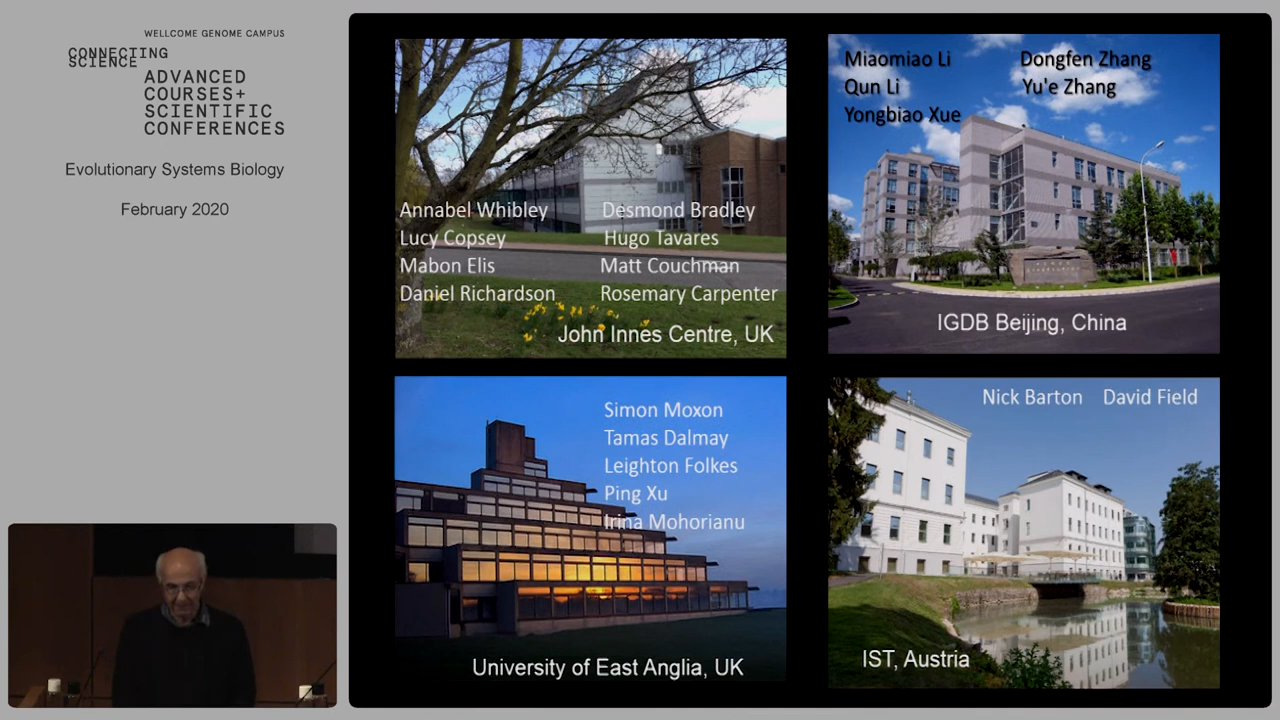 WELLCOME GENOME CAMPUS
CONNECTING
SCIENCE
ADVANCED
COURSES+
SCIENTIFIC
CONFERENCES
Evolutionary Systems Biology
February 2020
Annabel Whibley Desmond Bradley
Lucy Copsey Hugo Tavares
Mabon Elis Matt Couchman
Daniel Richardson Rosemary Carpenter
John Innes Centre, UK
Miaomiao Li Dongfen Zhang
Qun Li Yu'e Zhang
Yongbiao Xue
IGDB Beijing, China
Simon Moxon
Tamas Dalmay
Leighton Folkes
Ping Xu
Irina Mohorianu
University of East Anglia, UK
Nick Barton David Field
IST, Austria